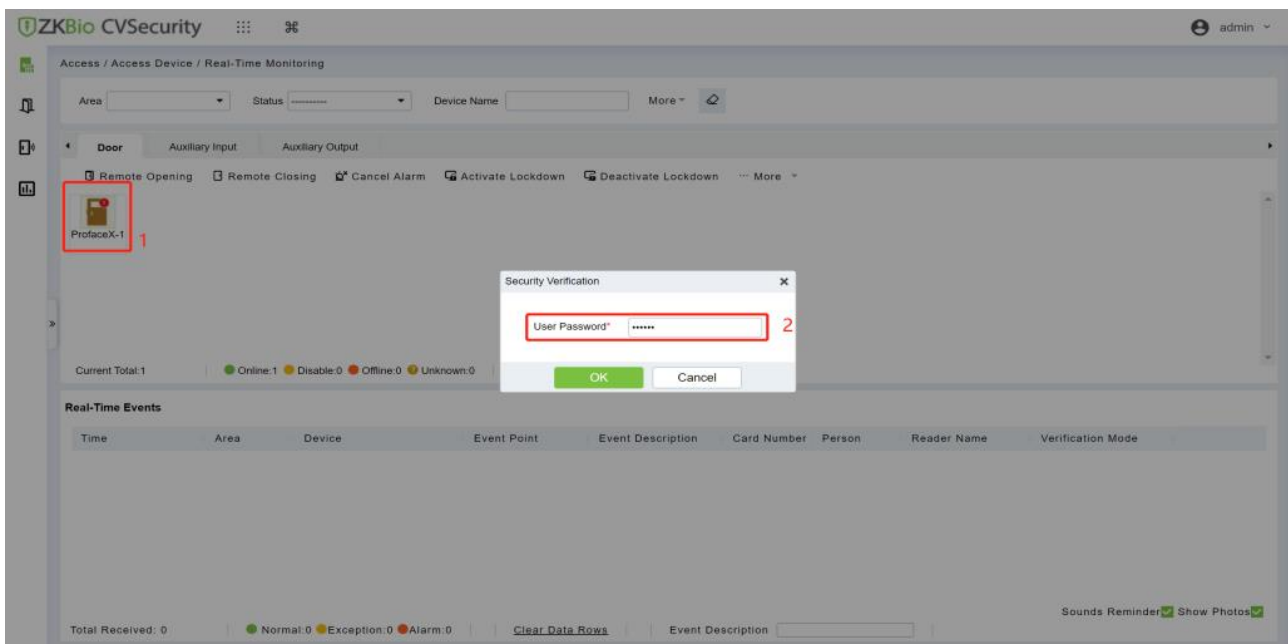 ZKBio CVSecurity admin
Access / Access Device / Real-Time Monitoring
Area Status ---------- Device Name More
Door Auxiliary Input Auxiliary Output
Remote Opening Remote Closing Cancel Alarm Activate Lockdown Deactivate Lockdown ··· More
ProfaceX-1 1
Security Verification
User Password* •••••• 2
OK Cancel
Current Total:1 Online:1 Disable:0 Offline:0 Unknown:0
Real-Time Events
Time Area Device Event Point Event Description Card Number Person Reader Name Verification Mode
Sounds Reminder Show Photos
Total Received: 0 Normal:0 Exception:0 Alarm:0 Clear Data Rows Event Description